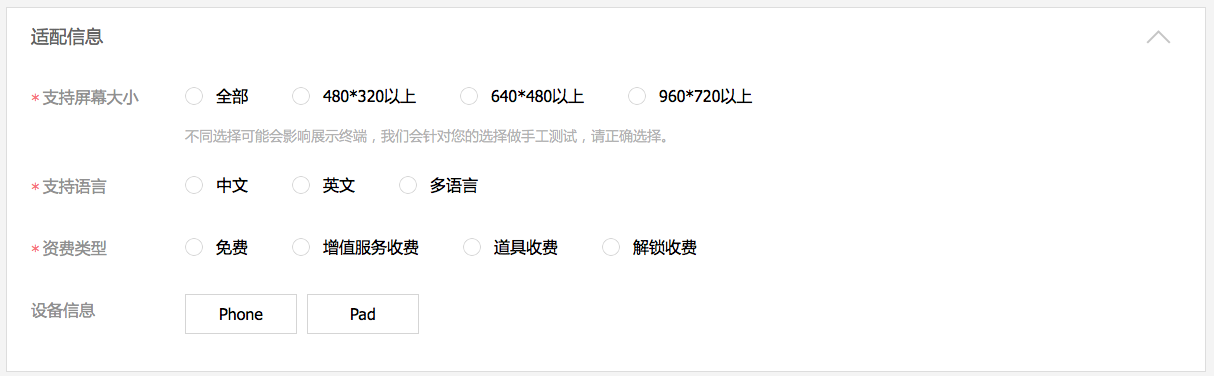 适配信息
* 支持屏幕大小 全部 480*320以上 640*480以上 960*720以上
不同选择可能会影响展示终端，我们会针对您的选择做手工测试，请正确选择。
* 支持语言 中文 英文 多语言
* 资费类型 免费 增值服务收费 道具收费 解锁收费
设备信息 Phone Pad